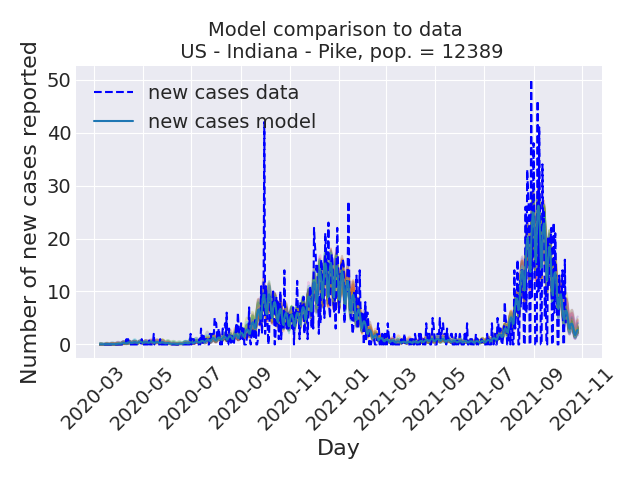 Model comparison to data
US - Indiana - Pike, pop. = 12389
new cases data
new cases model
Number of new cases reported
50
40
30
20
10
0
2020-03
2020-05
2020-07
2020-09
2020-11
2021-01
2021-03
2021-05
2021-07
2021-09
2021-11
Day